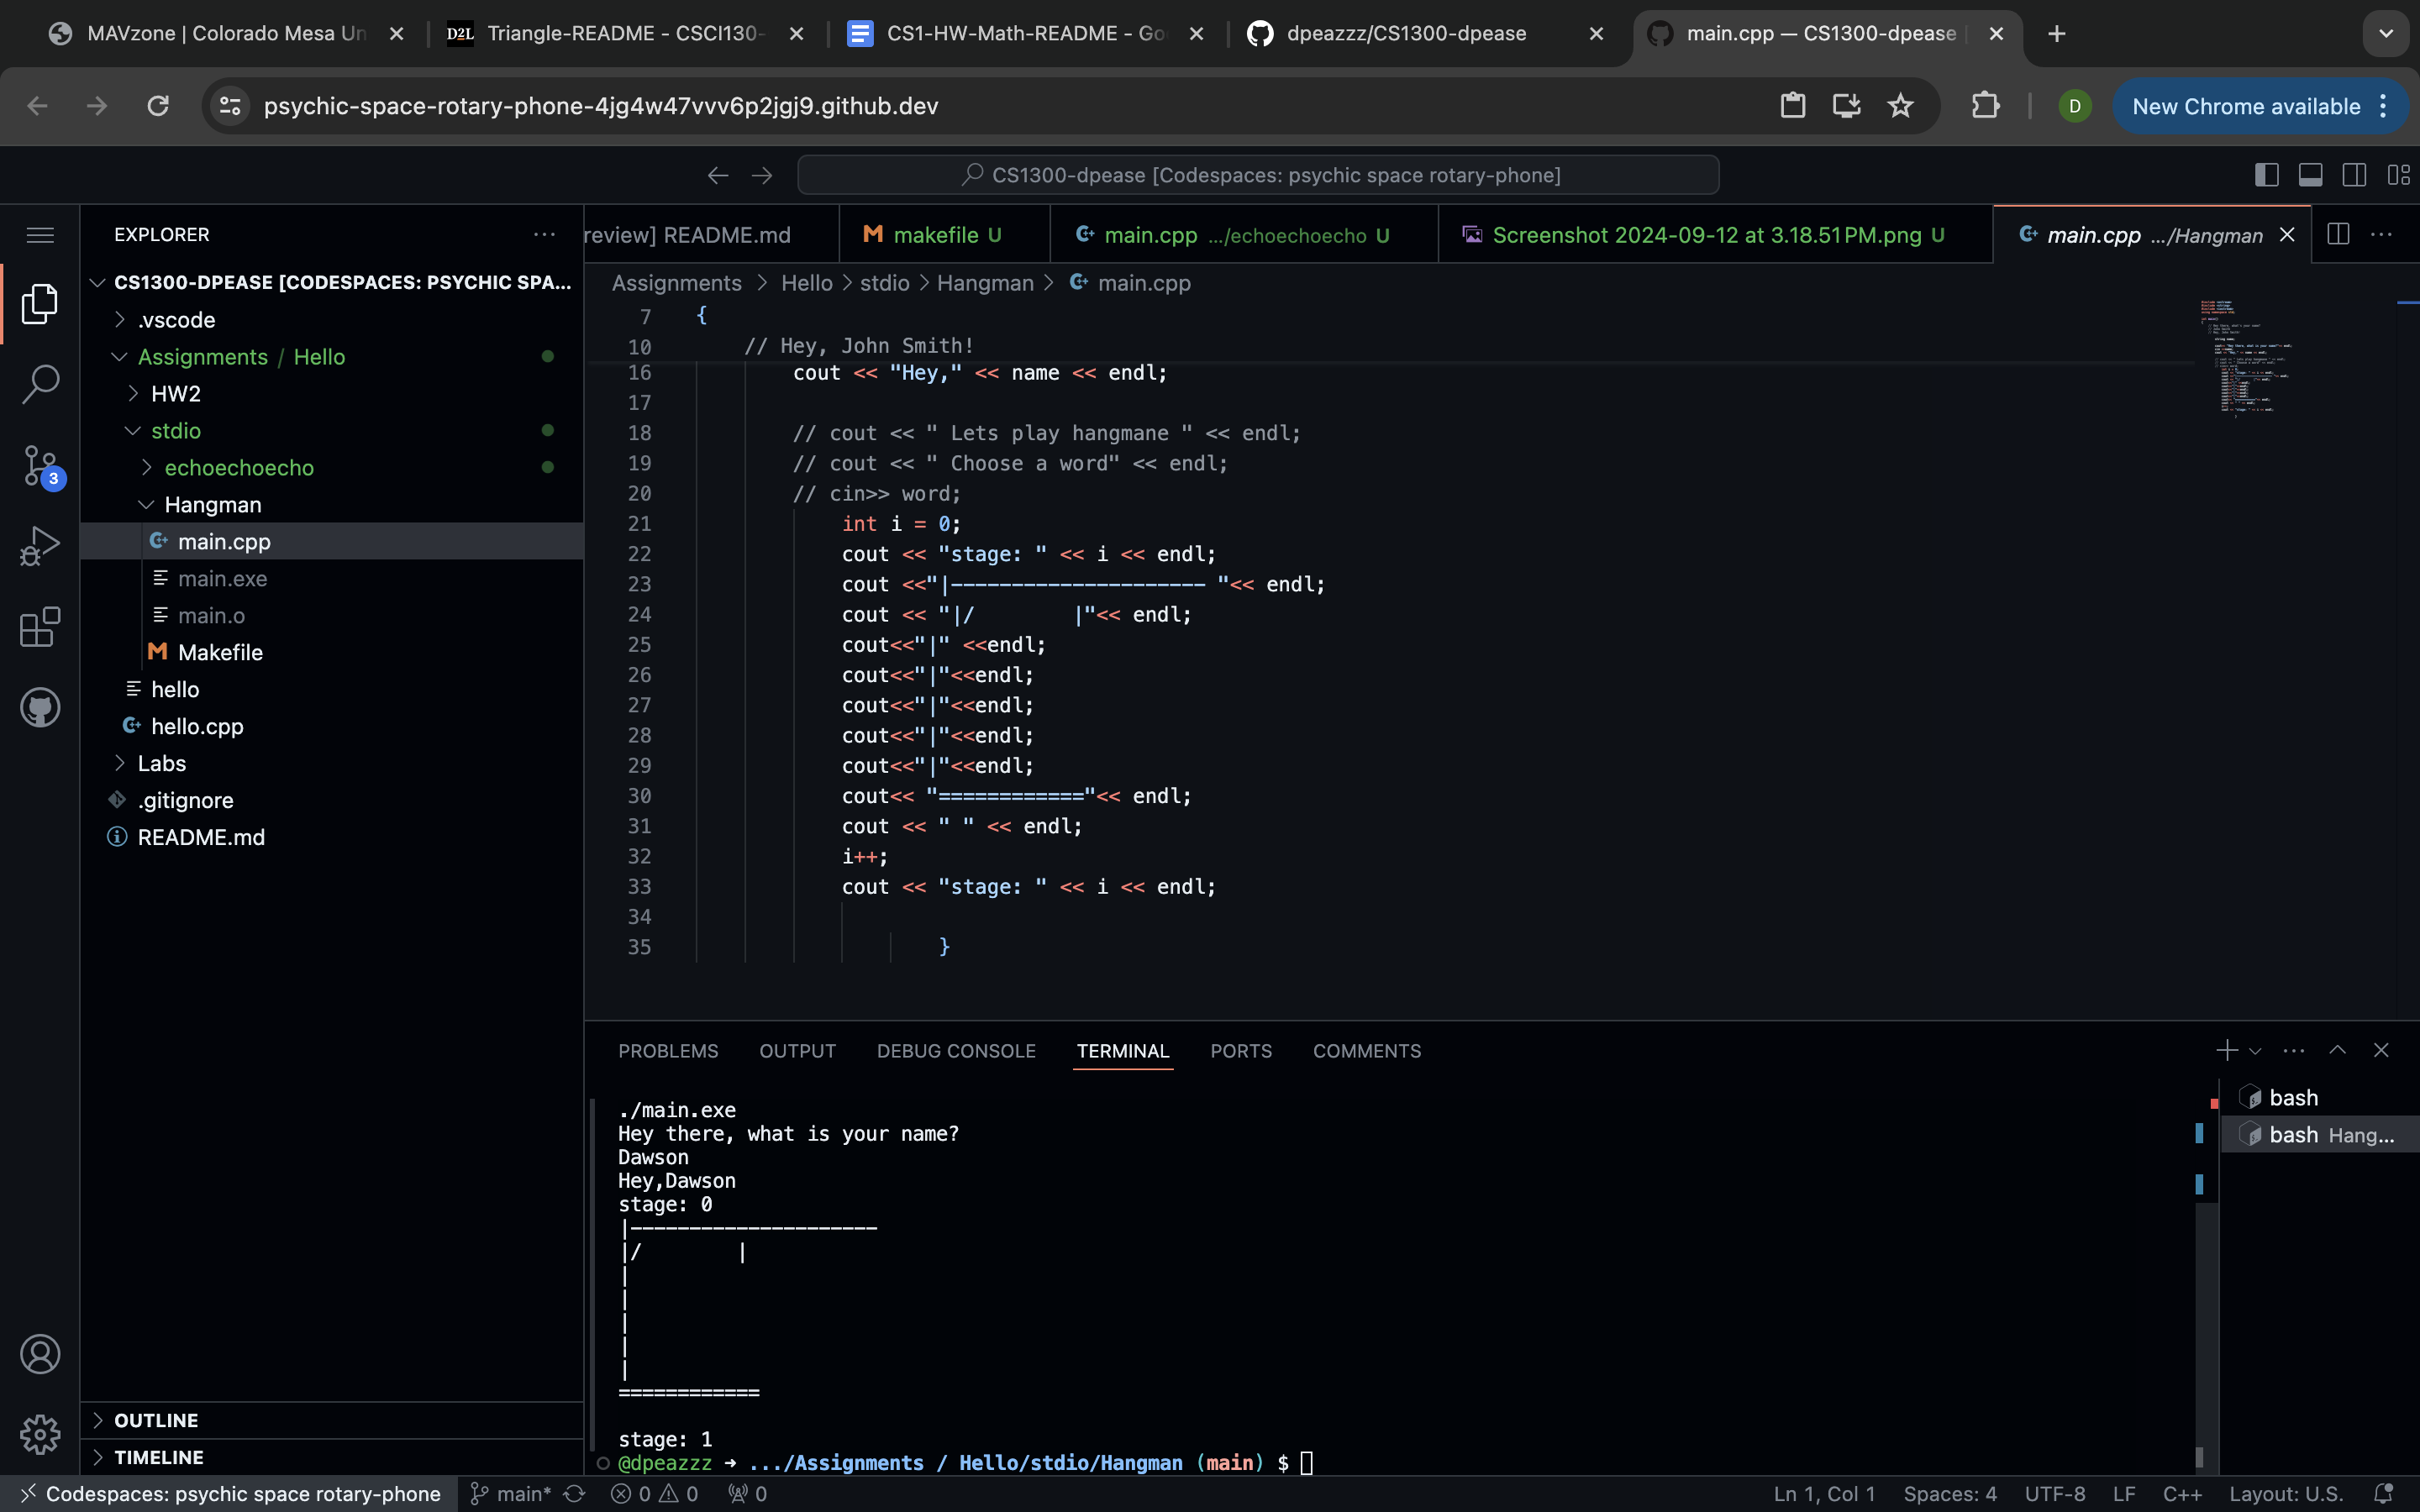 MAVzone | Colorado Mesa Un
D2L Triangle-README - CSCI130-
CS1-HW-Math-README - Go
dpeazzz/CS1300-dpease
main.cpp — CS1300-dpease
psychic-space-rotary-phone-4jg4w47vvv6p2jgj9.github.dev
D
New Chrome available
CS1300-dpease [Codespaces: psychic space rotary-phone]
EXPLORER
review] README.md
makefile U
main.cpp .../echoechoecho U
Screenshot 2024-09-12 at 3.18.51 PM.png U
main.cpp .../Hangman
Assignments > Hello > stdio > Hangman > main.cpp
CS1300-DPEASE [CODESPACES: PSYCHIC SPA...
.vscode
Assignments / Hello
HW2
stdio
echoechoecho
Hangman
main.cpp
main.exe
main.o
Makefile
hello
hello.cpp
Labs
.gitignore
README.md
3
OUTLINE
TIMELINE
7 {
10 // Hey, John Smith!
16 cout << "Hey," << name << endl;
17
18 // cout << " Lets play hangmane " << endl;
19 // cout << " Choose a word" << endl;
20 // cin>> word;
21 int i = 0;
22 cout << "stage: " << i << endl;
23 cout <<"|--------------------- "<< endl;
24 cout << "|/        |"<< endl;
25 cout<<"|" <<endl;
26 cout<<"|"<<endl;
27 cout<<"|"<<endl;
28 cout<<"|"<<endl;
29 cout<<"|"<<endl;
30 cout<< "============"<< endl;
31 cout << " " << endl;
32 i++;
33 cout << "stage: " << i << endl;
34
35 }
PROBLEMS OUTPUT DEBUG CONSOLE TERMINAL PORTS COMMENTS
./main.exe
Hey there, what is your name?
Dawson
Hey,Dawson
stage: 0
|---------------------
|/        |
|
|
|
|
|
============
stage: 1
@dpeazzz → .../Assignments / Hello/stdio/Hangman (main) $
bash
bash Hang...
Codespaces: psychic space rotary-phone
main*
0 0
0
Ln 1, Col 1
Spaces: 4
UTF-8
LF
C++
Layout: U.S.